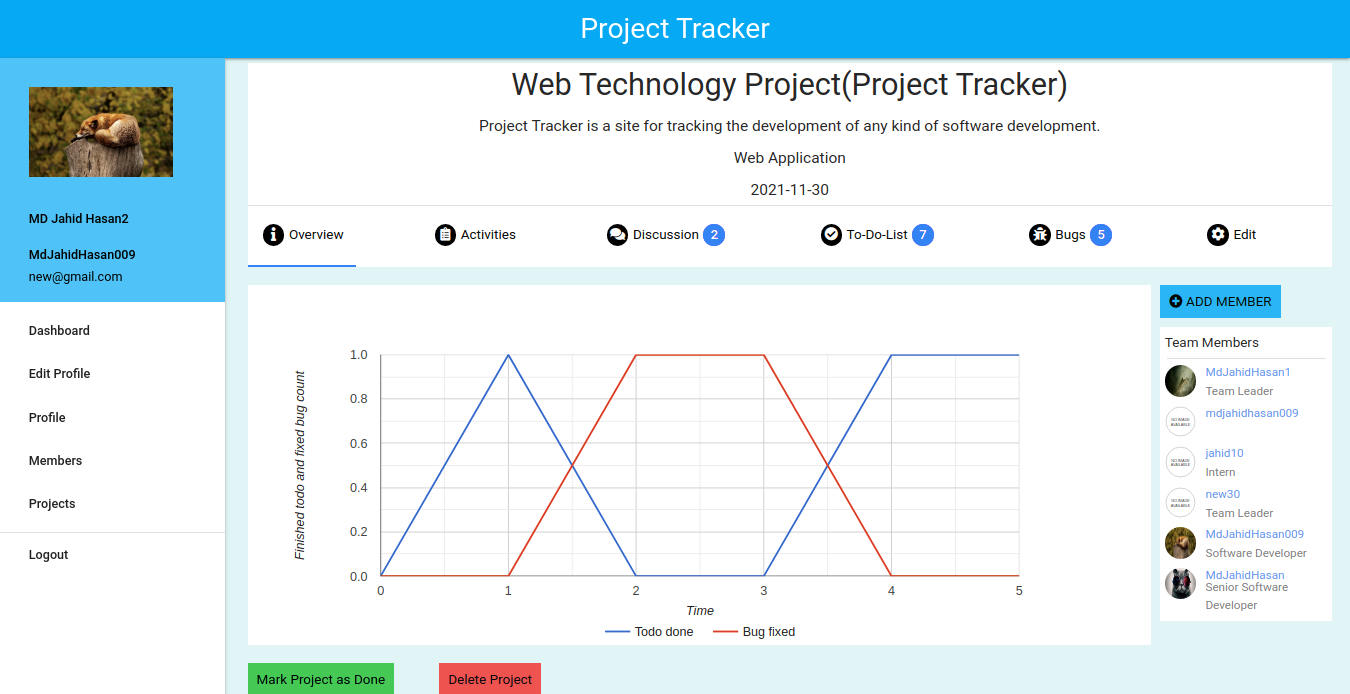 Project Tracker
MD Jahid Hasan2
MdJahidHasan009
new@gmail.com
Dashboard
Edit Profile
Profile
Members
Projects
Logout
Web Technology Project(Project Tracker)
Project Tracker is a site for tracking the development of any kind of software development.
Web Application
2021-11-30
Overview
Activities
Discussion 2
To-Do-List 7
Bugs 5
Edit
Finished todo and fixed bug count
1.0
0.8
0.6
0.4
0.2
0.0
0 1 2 3 4 5
Time
Todo done Bug fixed
ADD MEMBER
Team Members
MdJahidHasan1
Team Leader
NO IMAGE
AVAILABLE
mdjahidhasan009
NO IMAGE
AVAILABLE
jahid10
Intern
NO IMAGE
AVAILABLE
new30
Team Leader
MdJahidHasan009
Software Developer
MdJahidHasan
Senior Software
Developer
Mark Project as Done
Delete Project